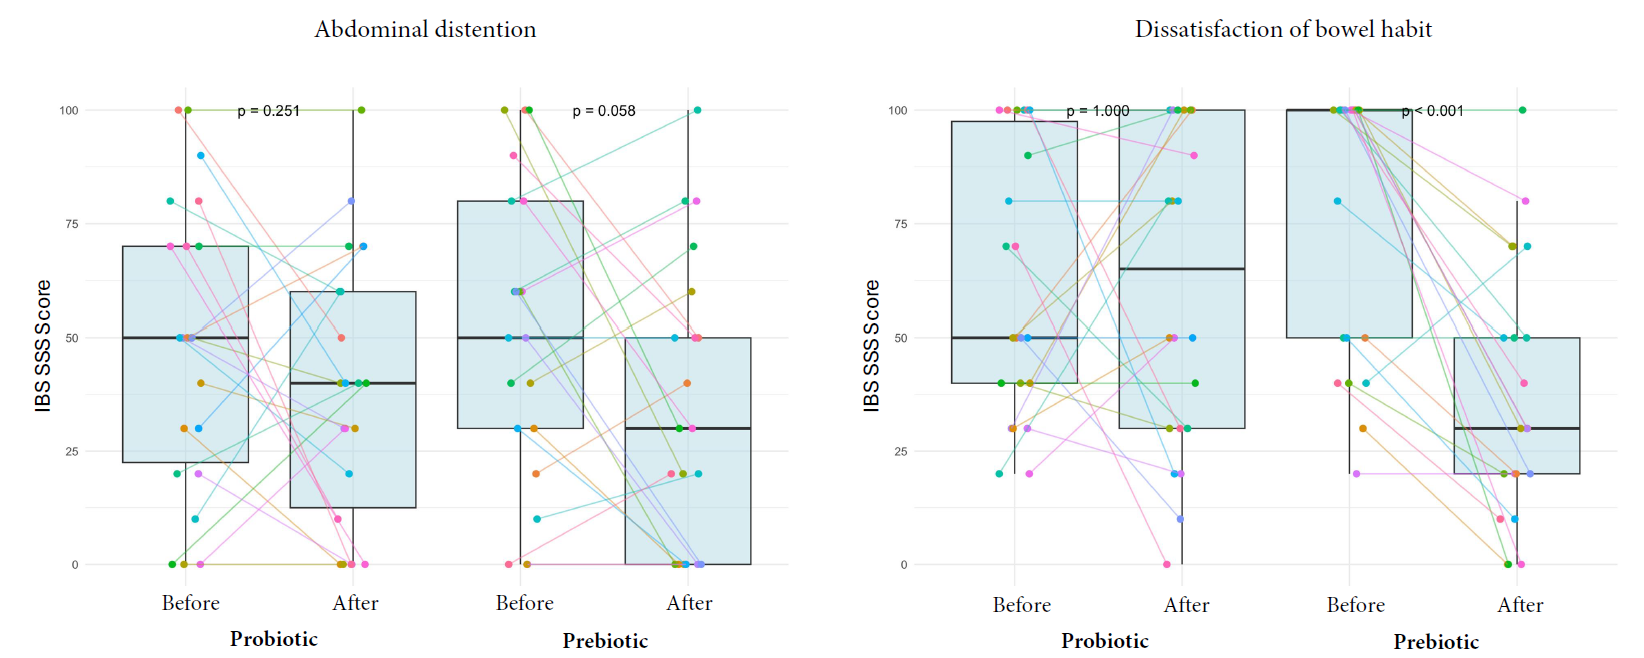 Abdominal distention
IBS SSS Score
100
75
50
25
0
p = 0.251
p = 0.058
Before
After
Before
After
Probiotic
Prebiotic
Dissatisfaction of bowel habit
IBS SSS Score
100
75
50
25
0
p = 1.000
p < 0.001
Before
After
Before
After
Probiotic
Prebiotic